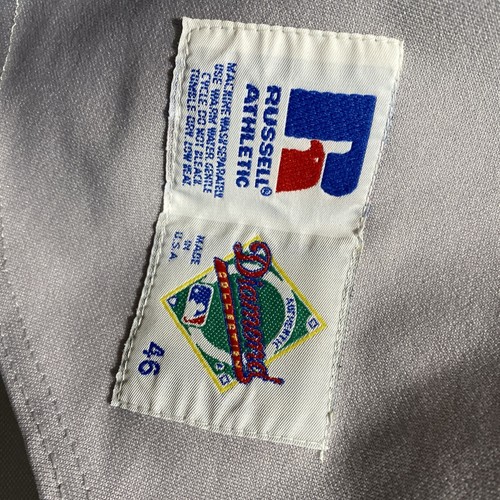 RUSSELL®
ATHLETIC
MACHINE WASH SEPARATELY
USE WARM WATER GENTLE
CYCLE. DO NOT BLEACH.
TUMBLE DRY LOW HEAT.
AUTHENTIC
Diamond
COLLECTION
MADE
IN
U.S.A.
46